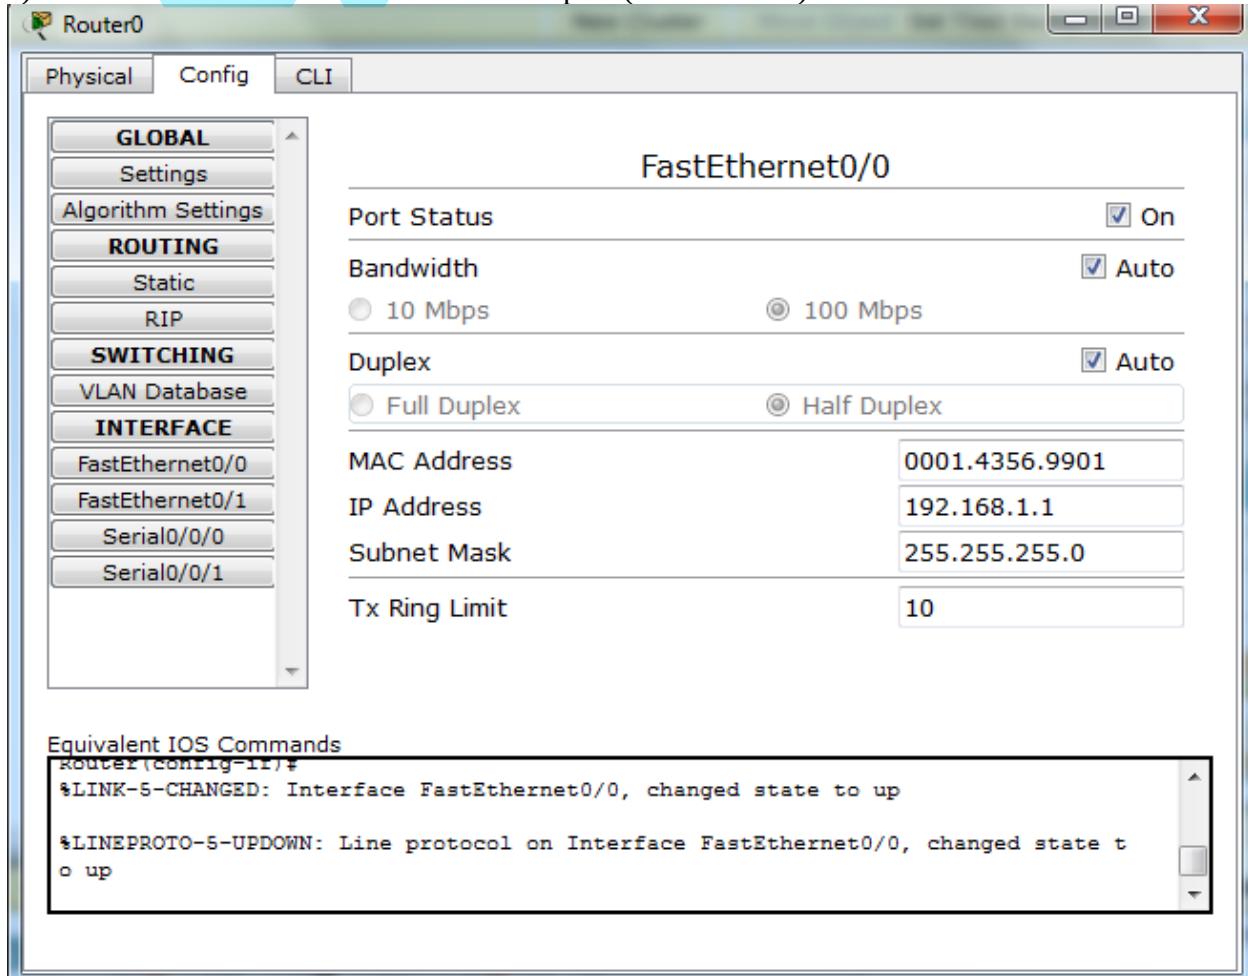 Router0
Physical Config CLI
GLOBAL
Settings
Algorithm Settings
ROUTING
Static
RIP
SWITCHING
VLAN Database
INTERFACE
FastEthernet0/0
FastEthernet0/1
Serial0/0/0
Serial0/0/1
FastEthernet0/0
Port Status On
Bandwidth Auto
10 Mbps 100 Mbps
Duplex Auto
Full Duplex Half Duplex
MAC Address 0001.4356.9901
IP Address 192.168.1.1
Subnet Mask 255.255.255.0
Tx Ring Limit 10
Equivalent IOS Commands
Router(config-if)#
%LINK-5-CHANGED: Interface FastEthernet0/0, changed state to up
%LINEPROTO-5-UPDOWN: Line protocol on Interface FastEthernet0/0, changed state t
o up